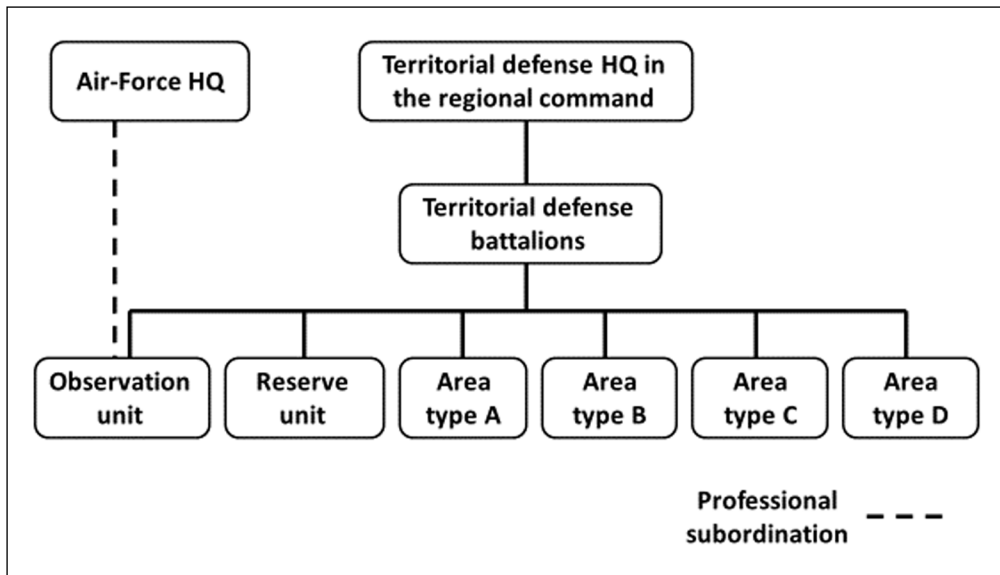 Air-Force HQ
Territorial defense HQ in
the regional command
Territorial defense
battalions
Observation
unit
Reserve
unit
Area
type A
Area
type B
Area
type C
Area
type D
Professional
subordination